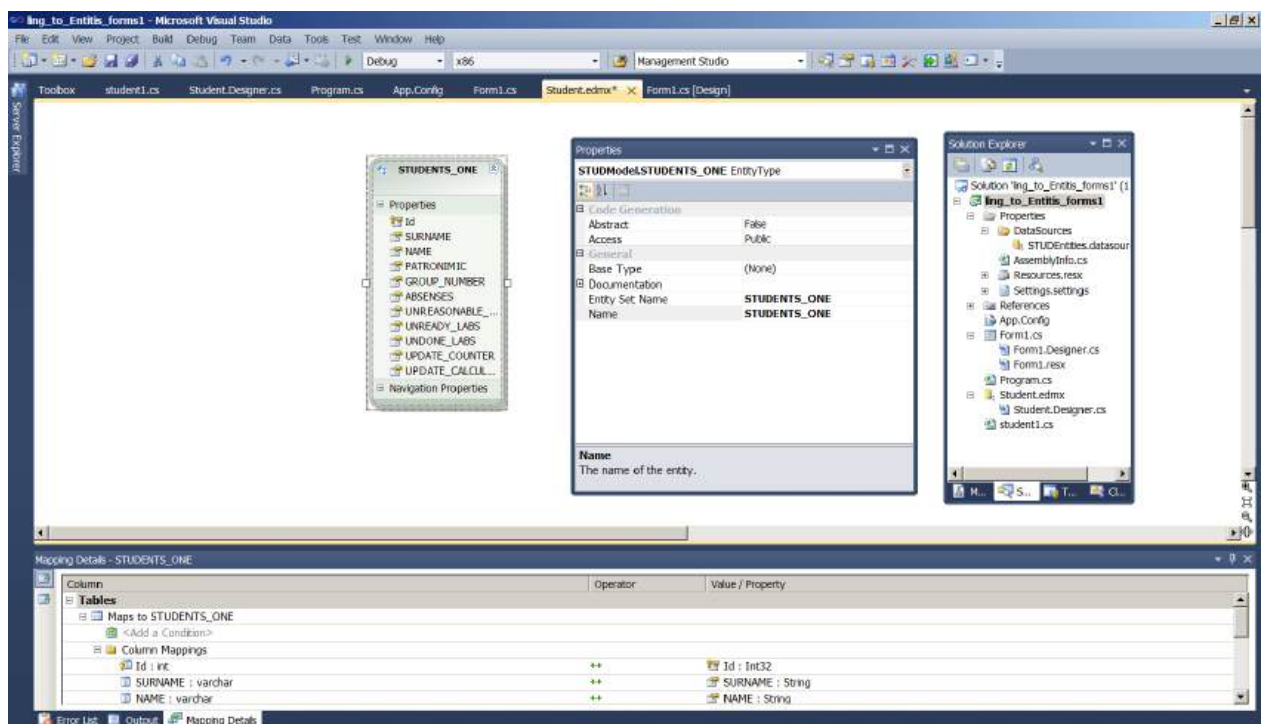 ling_to_Entitis_forms1 - Microsoft Visual Studio
File Edit View Project Build Debug Team Data Tools Test Window Help
Debug x86 Management Studio
Toolbox student1.cs Student.Designer.cs Program.cs App.Config Form1.cs Student.edmx* Form1.cs [Design]
Server Explorer
STUDENTS_ONE
Properties
Id
SURNAME
NAME
PATRONIMIC
GROUP_NUMBER
ABSENSES
UNREASONABLE_...
UNREADY_LABS
UNDONE_LABS
UPDATE_COUNTER
UPDATE_CALCUL...
Navigation Properties
Properties
STUDModel.STUDENTS_ONE EntityType
Code Generation
Abstract False
Access Public
General
Base Type (None)
Documentation
Entity Set Name STUDENTS_ONE
Name STUDENTS_ONE
Name
The name of the entity.
Solution Explorer
Solution 'ling_to_Entitis_forms1' (1
ling_to_Entitis_forms1
Properties
DataSources
STUDEntities.datasour
AssemblyInfo.cs
Resources.resx
Settings.settings
References
App.Config
Form1.cs
Form1.Designer.cs
Form1.resx
Program.cs
Student.edmx
Student.Designer.cs
student1.cs
M... S... T... Cl...
Mapping Details - STUDENTS_ONE
Column Operator Value / Property
Tables
Maps to STUDENTS_ONE
<Add a Condition>
Column Mappings
Id : int Id : Int32
SURNAME : varchar SURNAME : String
NAME : varchar NAME : String
Error List Output Mapping Details